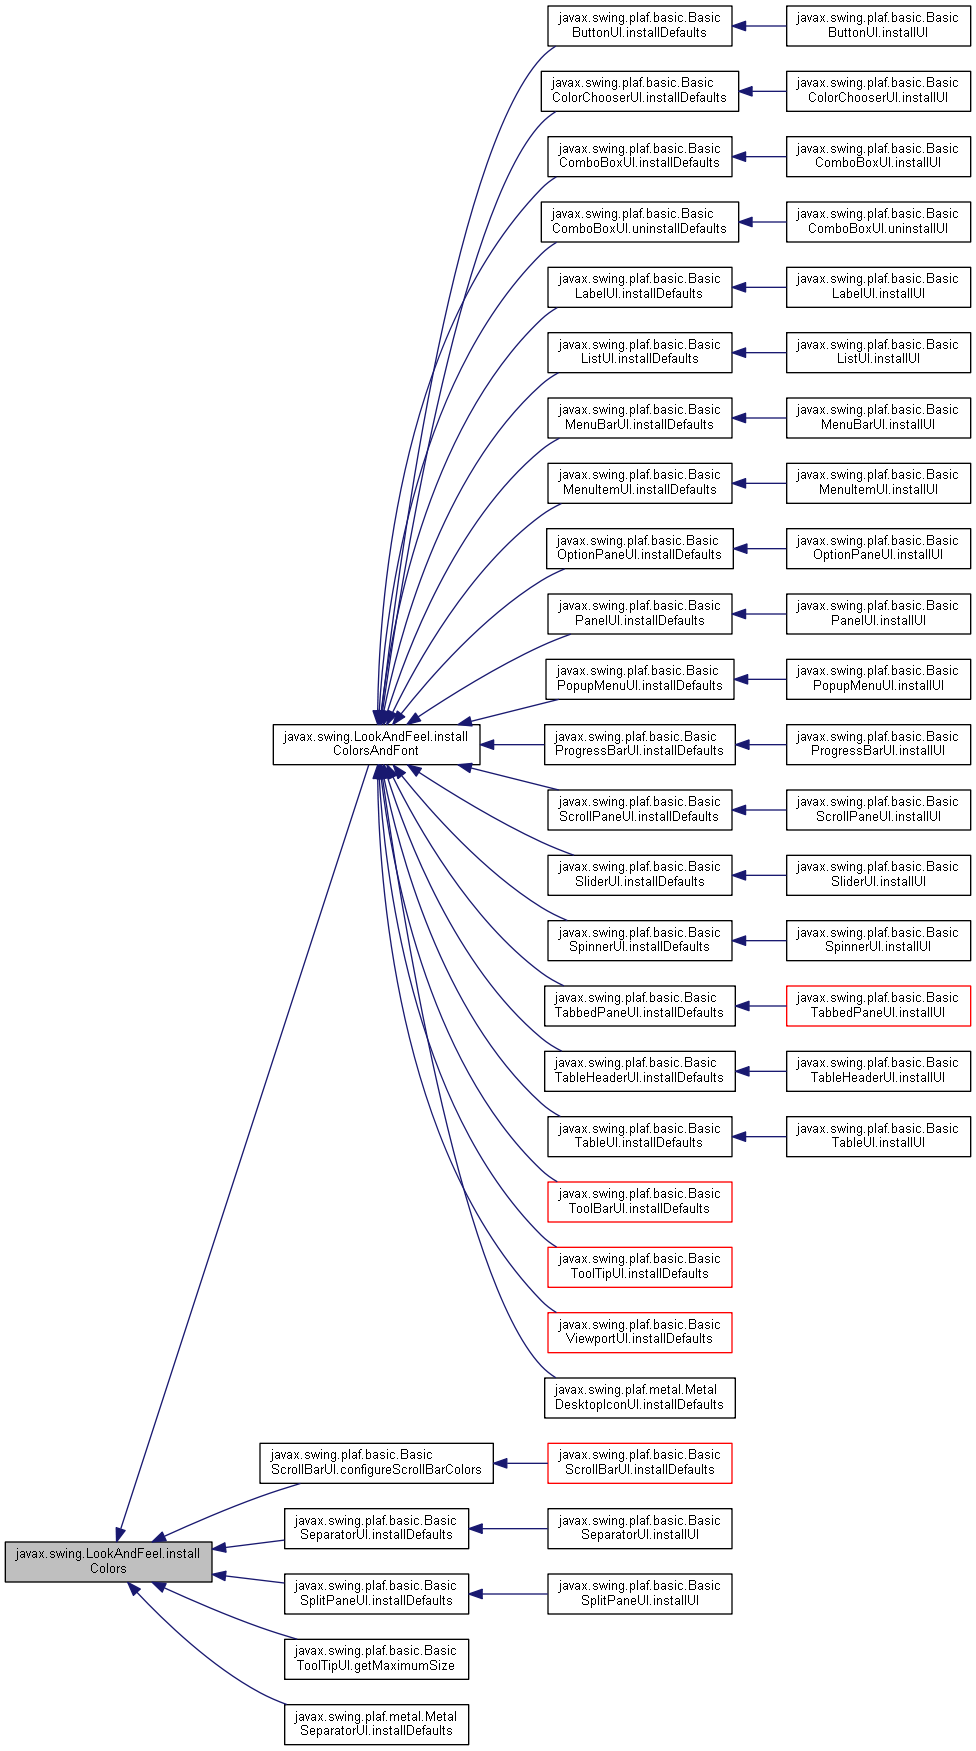 javax.swing.plaf.basic.Basic
ButtonUI.installDefaults
javax.swing.plaf.basic.Basic
ButtonUI.installUI
javax.swing.plaf.basic.Basic
ColorChooserUI.installDefaults
javax.swing.plaf.basic.Basic
ColorChooserUI.installUI
javax.swing.plaf.basic.Basic
ComboBoxUI.installDefaults
javax.swing.plaf.basic.Basic
ComboBoxUI.installUI
javax.swing.plaf.basic.Basic
ComboBoxUI.uninstallDefaults
javax.swing.plaf.basic.Basic
ComboBoxUI.uninstallUI
javax.swing.plaf.basic.Basic
LabelUI.installDefaults
javax.swing.plaf.basic.Basic
LabelUI.installUI
javax.swing.plaf.basic.Basic
ListUI.installDefaults
javax.swing.plaf.basic.Basic
ListUI.installUI
javax.swing.plaf.basic.Basic
MenuBarUI.installDefaults
javax.swing.plaf.basic.Basic
MenuBarUI.installUI
javax.swing.plaf.basic.Basic
MenuItemUI.installDefaults
javax.swing.plaf.basic.Basic
MenuItemUI.installUI
javax.swing.plaf.basic.Basic
OptionPaneUI.installDefaults
javax.swing.plaf.basic.Basic
OptionPaneUI.installUI
javax.swing.plaf.basic.Basic
PanelUI.installDefaults
javax.swing.plaf.basic.Basic
PanelUI.installUI
javax.swing.plaf.basic.Basic
PopupMenuUI.installDefaults
javax.swing.plaf.basic.Basic
PopupMenuUI.installUI
javax.swing.LookAndFeel.install
ColorsAndFont
javax.swing.plaf.basic.Basic
ProgressBarUI.installDefaults
javax.swing.plaf.basic.Basic
ProgressBarUI.installUI
javax.swing.plaf.basic.Basic
ScrollPaneUI.installDefaults
javax.swing.plaf.basic.Basic
ScrollPaneUI.installUI
javax.swing.plaf.basic.Basic
SliderUI.installDefaults
javax.swing.plaf.basic.Basic
SliderUI.installUI
javax.swing.plaf.basic.Basic
SpinnerUI.installDefaults
javax.swing.plaf.basic.Basic
SpinnerUI.installUI
javax.swing.plaf.basic.Basic
TabbedPaneUI.installDefaults
javax.swing.plaf.basic.Basic
TabbedPaneUI.installUI
javax.swing.plaf.basic.Basic
TableHeaderUI.installDefaults
javax.swing.plaf.basic.Basic
TableHeaderUI.installUI
javax.swing.plaf.basic.Basic
TableUI.installDefaults
javax.swing.plaf.basic.Basic
TableUI.installUI
javax.swing.plaf.basic.Basic
ToolBarUI.installDefaults
javax.swing.plaf.basic.Basic
ToolTipUI.installDefaults
javax.swing.plaf.basic.Basic
ViewportUI.installDefaults
javax.swing.plaf.metal.Metal
DesktopIconUI.installDefaults
javax.swing.plaf.basic.Basic
ScrollBarUI.configureScrollBarColors
javax.swing.plaf.basic.Basic
ScrollBarUI.installDefaults
javax.swing.plaf.basic.Basic
SeparatorUI.installDefaults
javax.swing.plaf.basic.Basic
SeparatorUI.installUI
javax.swing.LookAndFeel.install
Colors
javax.swing.plaf.basic.Basic
SplitPaneUI.installDefaults
javax.swing.plaf.basic.Basic
SplitPaneUI.installUI
javax.swing.plaf.basic.Basic
ToolTipUI.getMaximumSize
javax.swing.plaf.metal.Metal
SeparatorUI.installDefaults